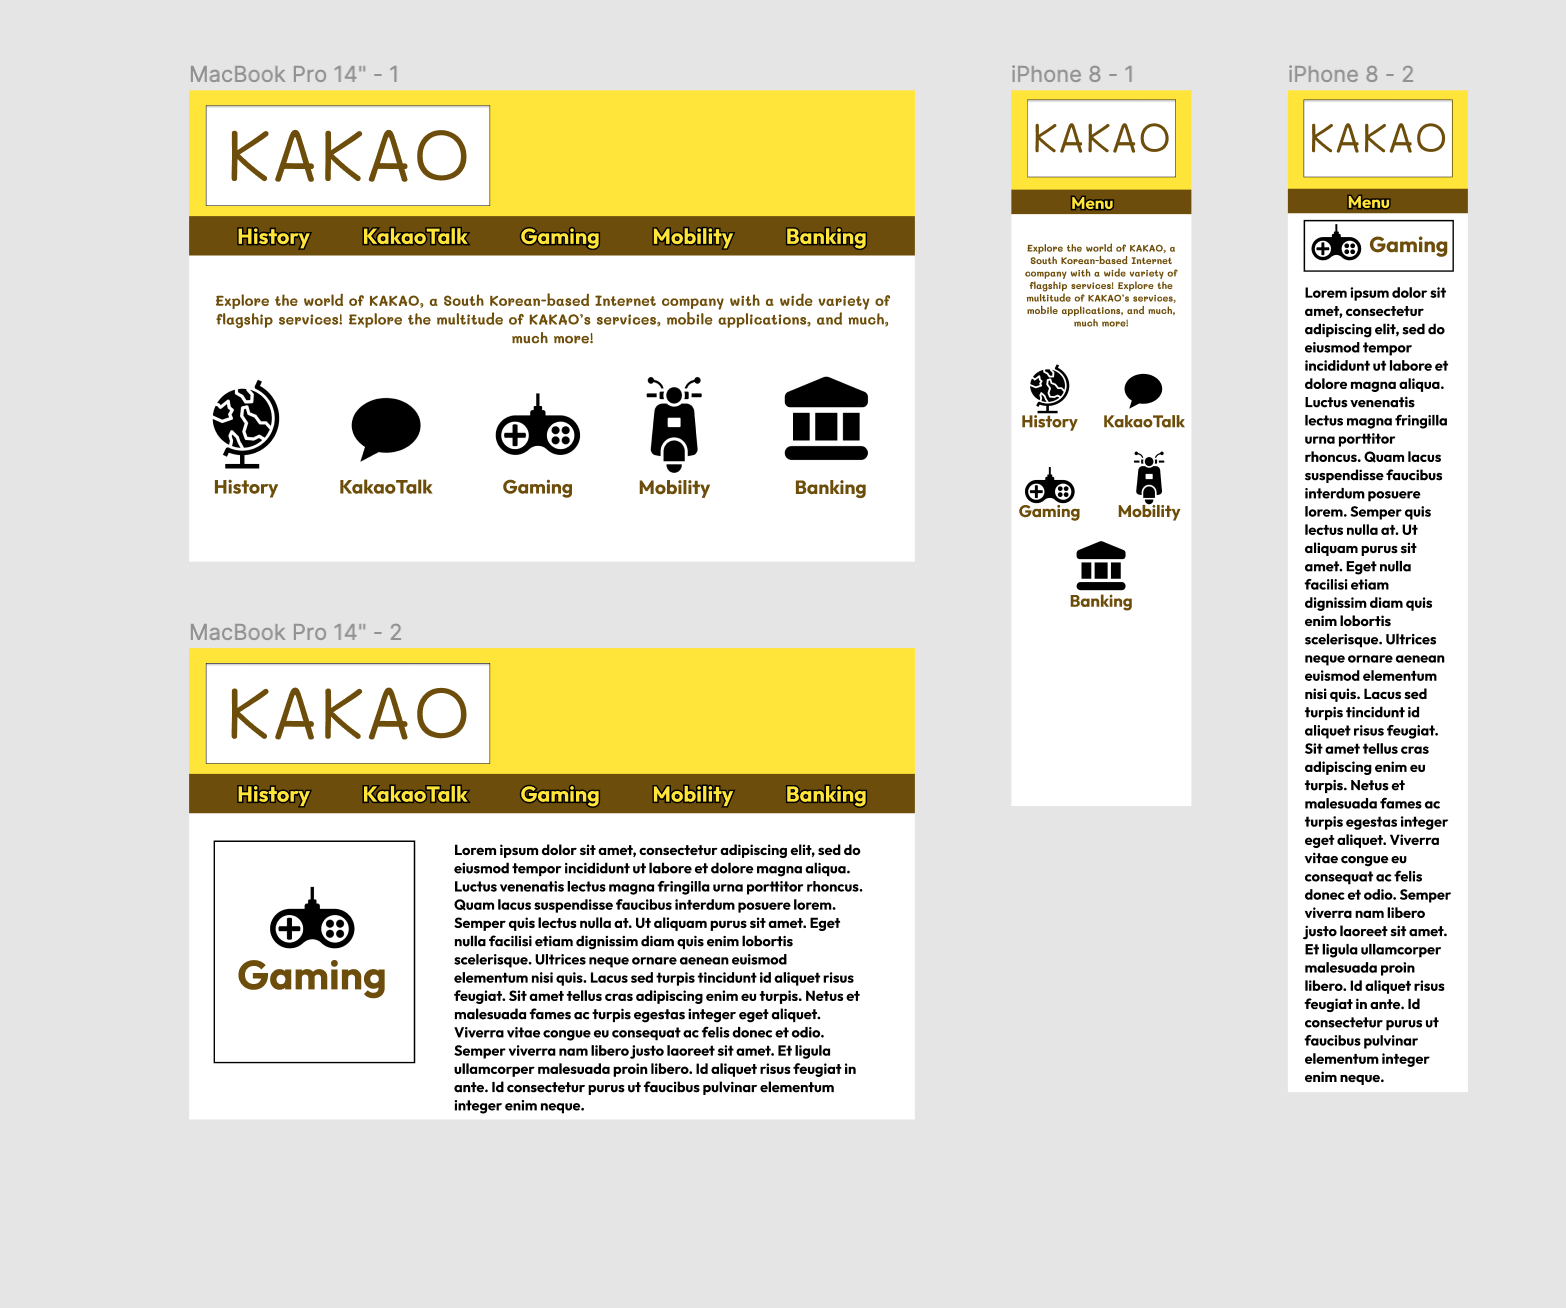 MacBook Pro 14" - 1
KAKAO
History KakaoTalk Gaming Mobility Banking
Explore the world of KAKAO, a South Korean-based Internet company with a wide variety of
flagship services! Explore the multitude of KAKAO's services, mobile applications, and much,
much more!
History KakaoTalk Gaming Mobility Banking
MacBook Pro 14" - 2
KAKAO
History KakaoTalk Gaming Mobility Banking
Gaming
Lorem ipsum dolor sit amet, consectetur adipiscing elit, sed do
eiusmod tempor incididunt ut labore et dolore magna aliqua.
Luctus venenatis lectus magna fringilla urna porttitor rhoncus.
Quam lacus suspendisse faucibus interdum posuere lorem.
Semper quis lectus nulla at. Ut aliquam purus sit amet. Eget
nulla facilisi etiam dignissim diam quis enim lobortis
scelerisque. Ultrices neque ornare aenean euismod
elementum nisi quis. Lacus sed turpis tincidunt id aliquet risus
feugiat. Sit amet tellus cras adipiscing enim eu turpis. Netus et
malesuada fames ac turpis egestas integer eget aliquet.
Viverra vitae congue eu consequat ac felis donec et odio.
Semper viverra nam libero justo laoreet sit amet. Et ligula
ullamcorper malesuada proin libero. Id aliquet risus feugiat in
ante. Id consectetur purus ut faucibus pulvinar elementum
integer enim neque.
iPhone 8 - 1
KAKAO
Menu
Explore the world of KAKAO, a
South Korean-based Internet
company with a wide variety of
flagship services! Explore the
multitude of KAKAO's services,
mobile applications, and much,
much more!
History KakaoTalk
Gaming Mobility
Banking
iPhone 8 - 2
KAKAO
Menu
Gaming
Lorem ipsum dolor sit
amet, consectetur
adipiscing elit, sed do
eiusmod tempor
incididunt ut labore et
dolore magna aliqua.
Luctus venenatis
lectus magna fringilla
urna porttitor
rhoncus. Quam lacus
suspendisse faucibus
interdum posuere
lorem. Semper quis
lectus nulla at. Ut
aliquam purus sit
amet. Eget nulla
facilisi etiam
dignissim diam quis
enim lobortis
scelerisque. Ultrices
neque ornare aenean
euismod elementum
nisi quis. Lacus sed
turpis tincidunt id
aliquet risus feugiat.
Sit amet tellus cras
adipiscing enim eu
turpis. Netus et
malesuada fames ac
turpis egestas integer
eget aliquet. Viverra
vitae congue eu
consequat ac felis
donec et odio. Semper
viverra nam libero
justo laoreet sit amet.
Et ligula ullamcorper
malesuada proin
libero. Id aliquet risus
feugiat in ante. Id
consectetur purus ut
faucibus pulvinar
elementum integer
enim neque.